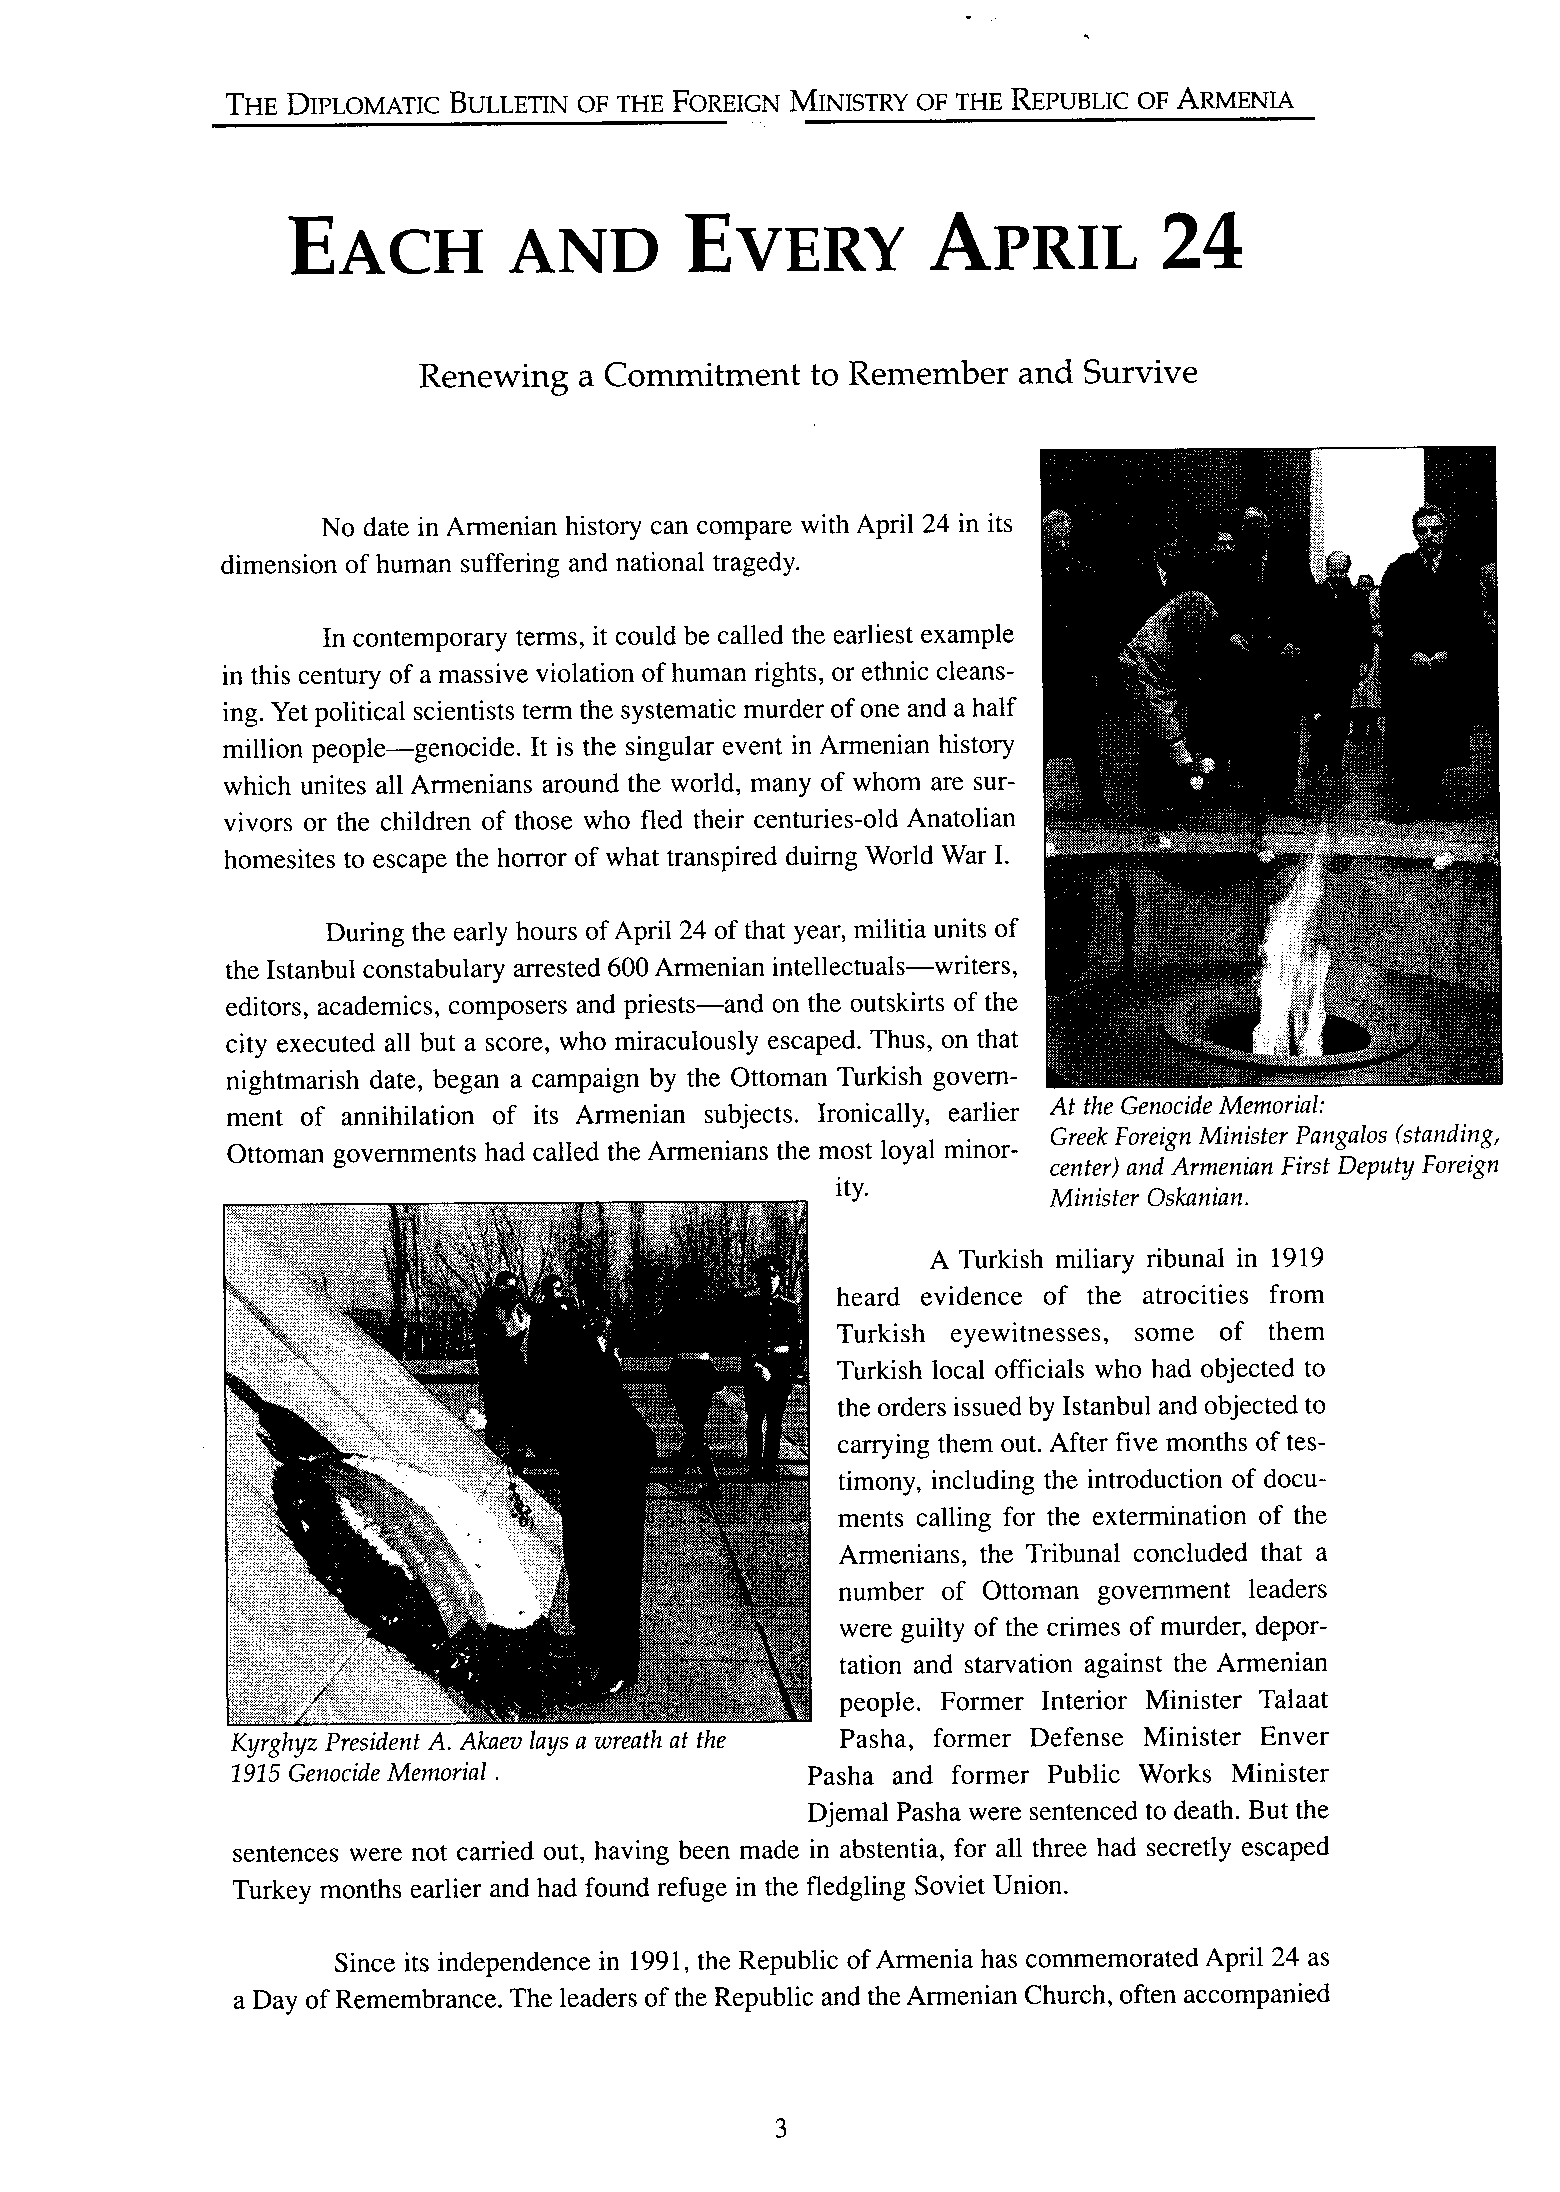 THE DIPLOMATIC BULLETIN OF THE FOREIGN MINISTRY OF THE REPUBLIC OF ARMENIA
EACH AND EVERY APRIL 24
Renewing a Commitment to Remember and Survive
No date in Armenian history can compare with April 24 in its
dimension of human suffering and national tragedy.
In contemporary terms, it could be called the earliest example
in this century of a massive violation of human rights, or ethnic cleans-
ing. Yet political scientists term the systematic murder of one and a half
million people—genocide. It is the singular event in Armenian history
which unites all Armenians around the world, many of whom are sur-
vivors or the children of those who fled their centuries-old Anatolian
homesites to escape the horror of what transpired duirng World War I.
During the early hours of April 24 of that year, militia units of
the Istanbul constabulary arrested 600 Armenian intellectuals—writers,
editors, academics, composers and priests—and on the outskirts of the
city executed all but a score, who miraculously escaped. Thus, on that
nightmarish date, began a campaign by the Ottoman Turkish govern-
ment of annihilation of its Armenian subjects. Ironically, earlier
Ottoman governments had called the Armenians the most loyal minor-
ity.
At the Genocide Memorial:
Greek Foreign Minister Pangalos (standing,
center) and Armenian First Deputy Foreign
Minister Oskanian.
A Turkish miliary ribunal in 1919
heard evidence of the atrocities from
Turkish eyewitnesses, some of them
Turkish local officials who had objected to
the orders issued by Istanbul and objected to
carrying them out. After five months of tes-
timony, including the introduction of docu-
ments calling for the extermination of the
Armenians, the Tribunal concluded that a
number of Ottoman government leaders
were guilty of the crimes of murder, depor-
tation and starvation against the Armenian
people. Former Interior Minister Talaat
Pasha, former Defense Minister Enver
Pasha and former Public Works Minister
Djemal Pasha were sentenced to death. But the
sentences were not carried out, having been made in abstentia, for all three had secretly escaped
Turkey months earlier and had found refuge in the fledgling Soviet Union.
Kyrghyz President A. Akaev lays a wreath at the
1915 Genocide Memorial .
Since its independence in 1991, the Republic of Armenia has commemorated April 24 as
a Day of Remembrance. The leaders of the Republic and the Armenian Church, often accompanied
3